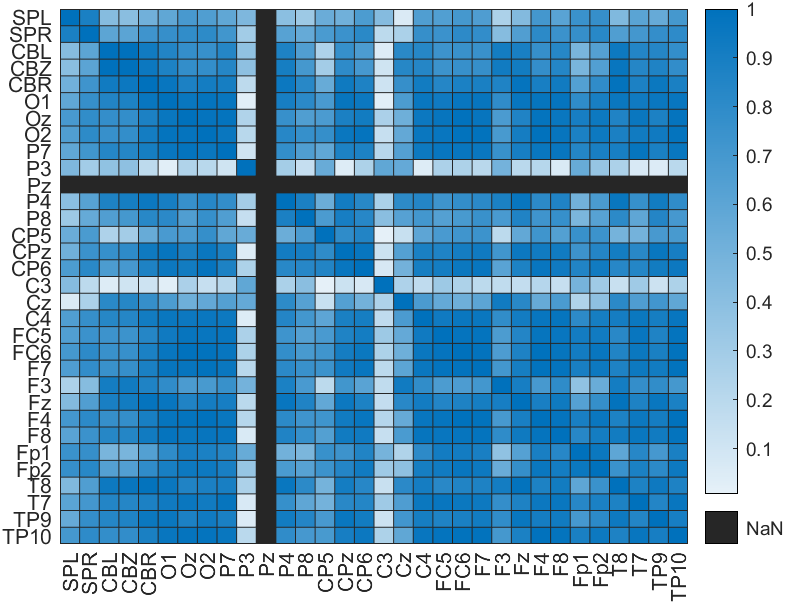 SPL
SPR
CBL
CBZ
CBR
O1
Oz
O2
P7
P3
Pz
P4
P8
CP5
CPz
CP6
C3
Cz
C4
FC5
FC6
F7
F3
Fz
F4
F8
Fp1
Fp2
T8
T7
TP9
TP10
SPL
SPR
CBL
CBZ
CBR
O1
Oz
O2
P7
P3
Pz
P4
P8
CP5
CPz
CP6
C3
Cz
C4
FC5
FC6
F7
F3
Fz
F4
F8
Fp1
Fp2
T8
T7
TP9
TP10
1
0.9
0.8
0.7
0.6
0.5
0.4
0.3
0.2
0.1
NaN